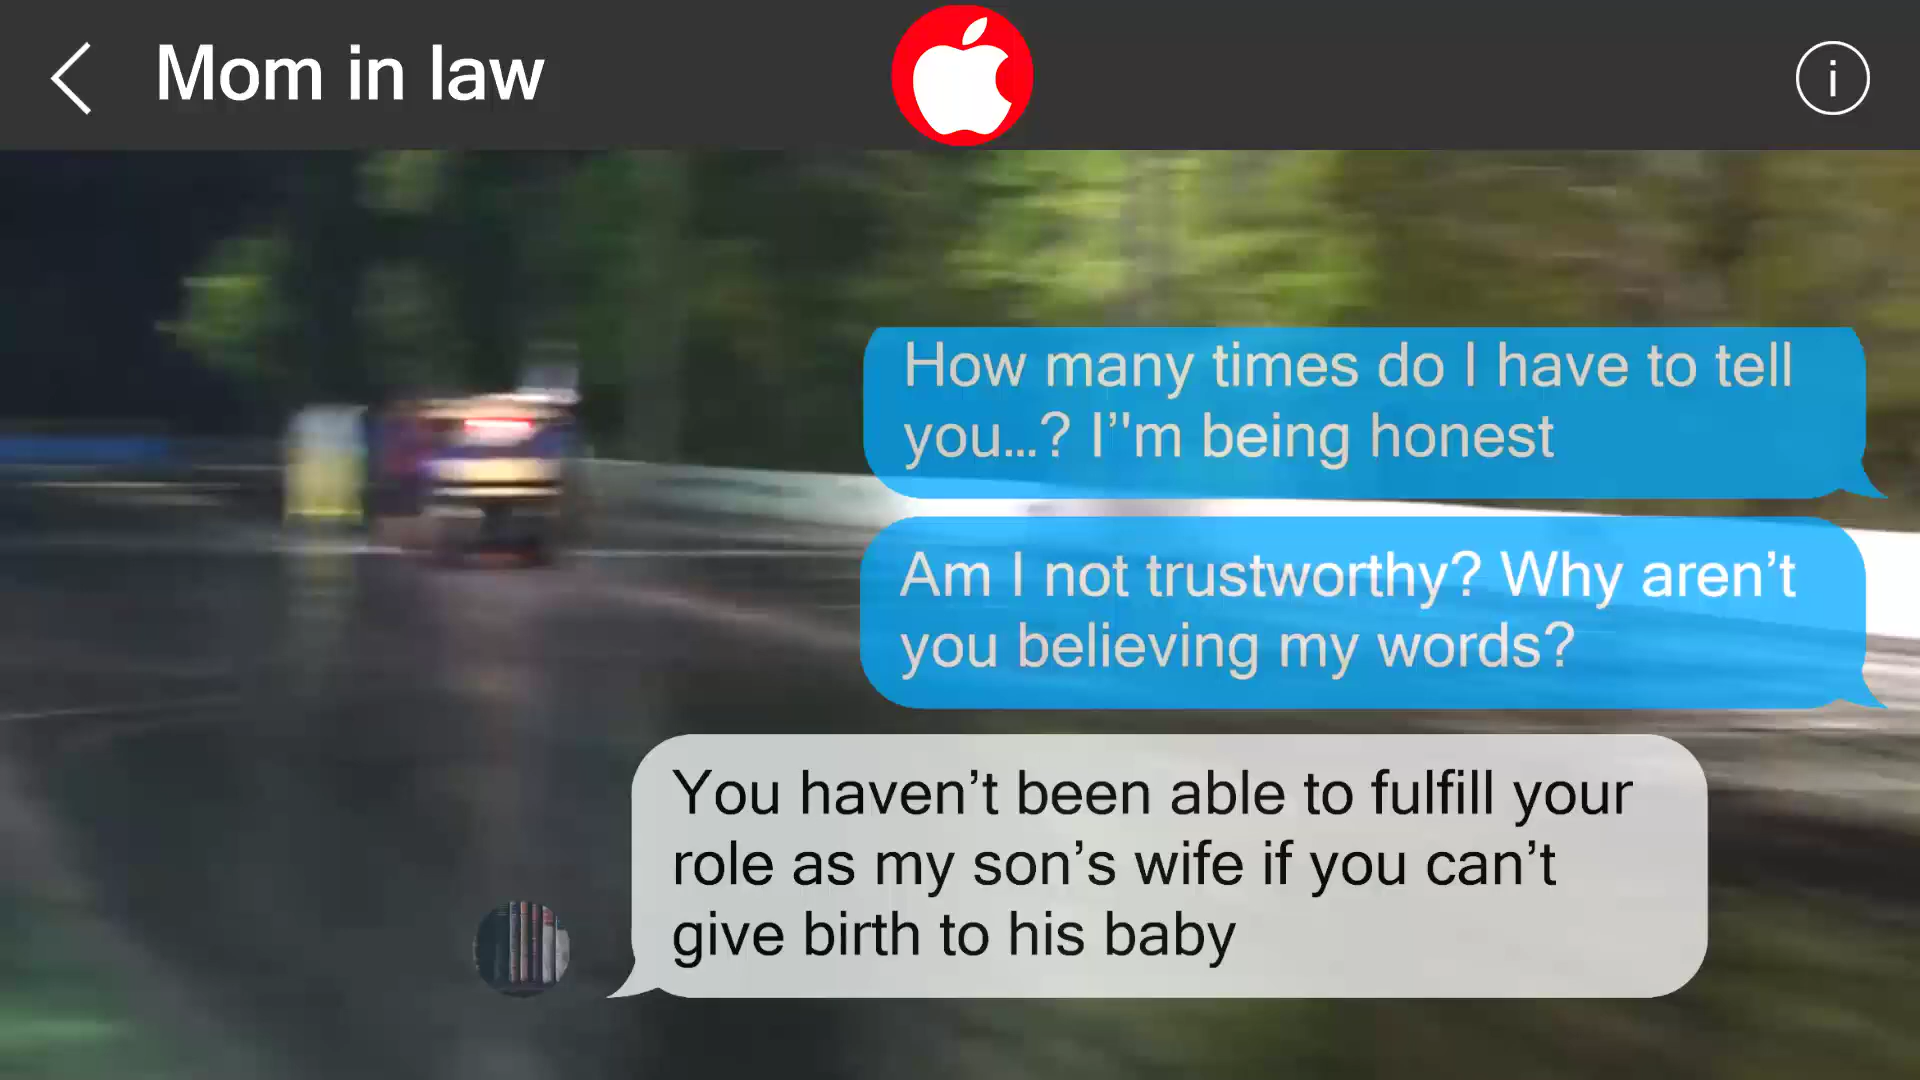 Mom in law
How many times do I have to tell
you...? I’'m being honest
Am I not trustworthy? Why aren’t
you believing my words?
You haven’t been able to fulfill your
role as my son’s wife if you can’t
give birth to his baby